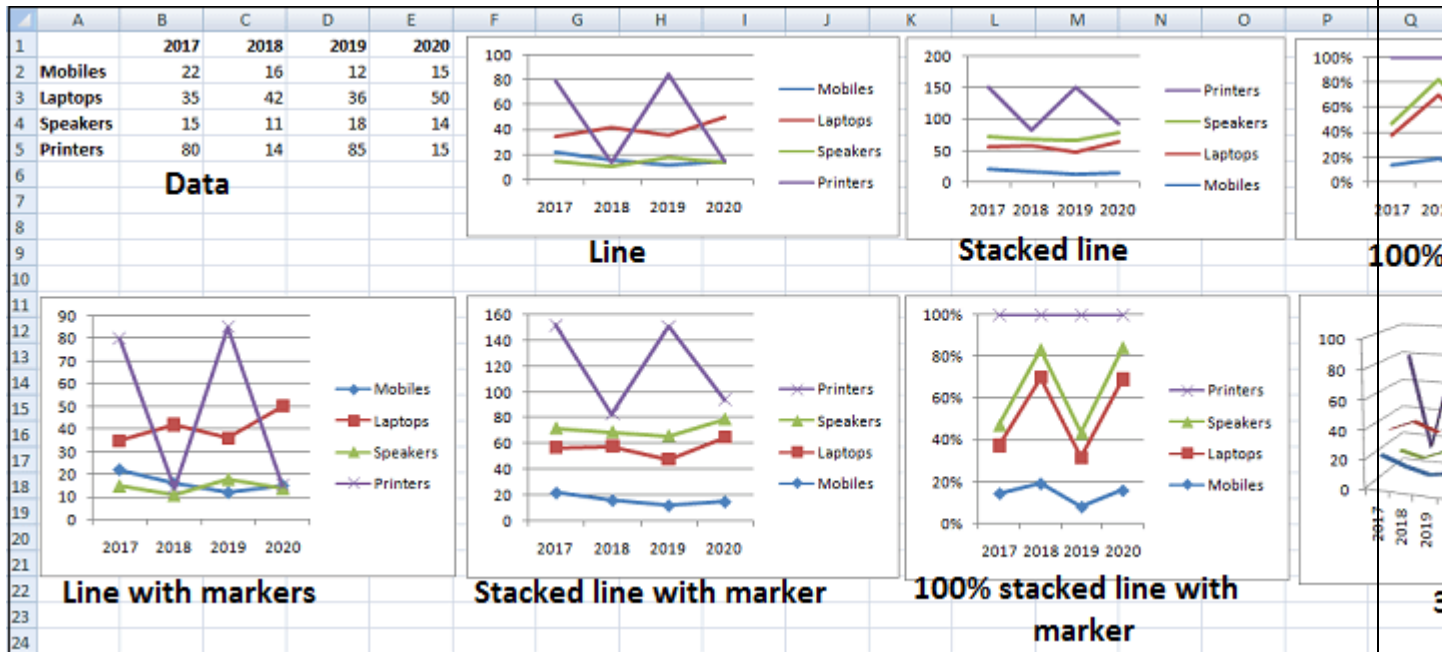 A B C D E F G H I J K L M N O P Q
1 2017 2018 2019 2020
2 Mobiles 22 16 12 15
3 Laptops 35 42 36 50
4 Speakers 15 11 18 14
5 Printers 80 14 85 15
6
7
8
9
10
11
12
13
14
15
16
17
18
19
20
21
22
23
24
Data
100
80
60
40
20
0
2017 2018 2019 2020
Mobiles
Laptops
Speakers
Printers
Line
200
150
100
50
0
2017 2018 2019 2020
Printers
Speakers
Laptops
Mobiles
Stacked line
100%
80%
60%
40%
20%
0%
2017
100%
90
80
70
60
50
40
30
20
10
0
2017 2018 2019 2020
Mobiles
Laptops
Speakers
Printers
Line with markers
160
140
120
100
80
60
40
20
0
2017 2018 2019 2020
Printers
Speakers
Laptops
Mobiles
Stacked line with marker
100%
80%
60%
40%
20%
0%
2017 2018 2019 2020
Printers
Speakers
Laptops
Mobiles
100% stacked line with
marker
100
80
60
40
20
0
2017
2018
2019